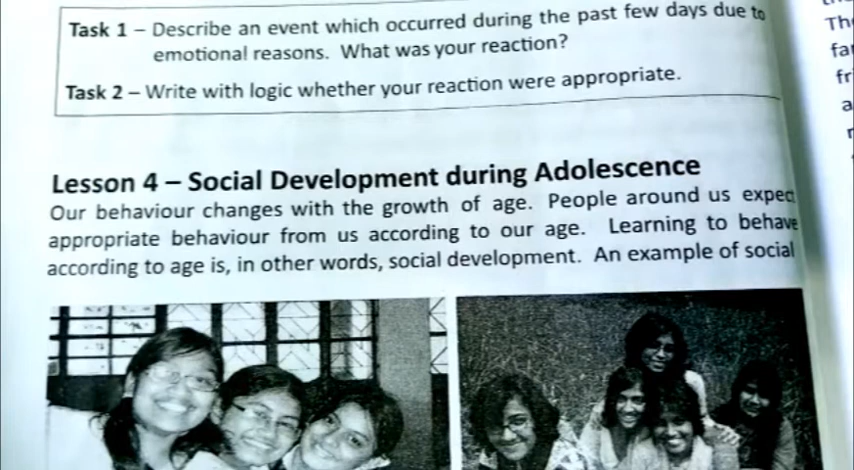 Task 1 – Describe an event which occurred during the past few days due to
emotional reasons. What was your reaction?
Task 2 – Write with logic whether your reaction were appropriate.
Lesson 4 – Social Development during Adolescence
Our behaviour changes with the growth of age. People around us expect
appropriate behaviour from us according to our age. Learning to behave
according to age is, in other words, social development. An example of social